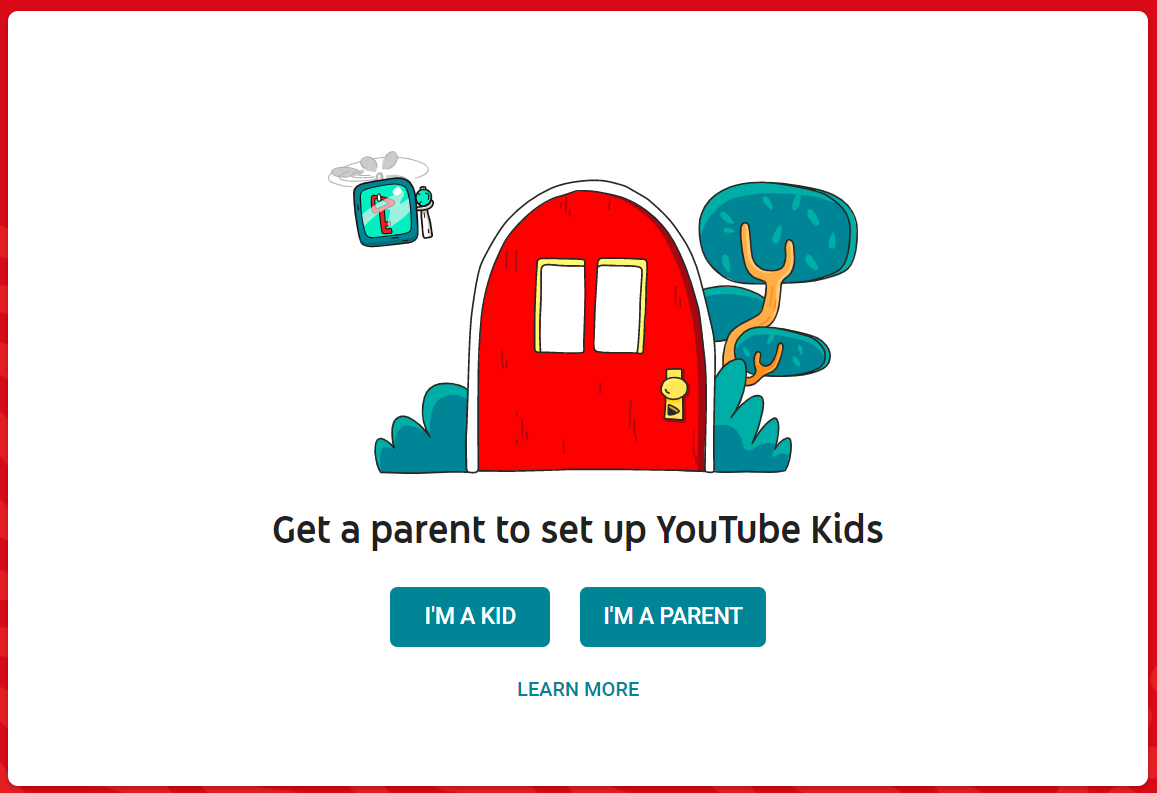 Get a parent to set up YouTube Kids
I'M A KID
I'M A PARENT
LEARN MORE